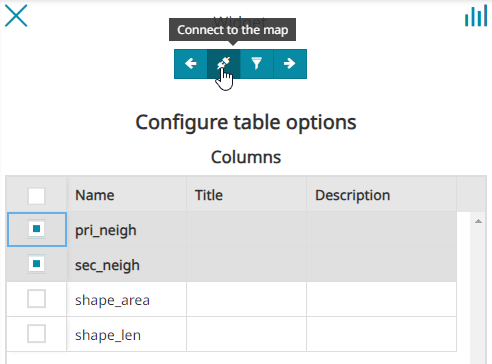 Widget
Connect to the map
Configure table options
Columns
Name Title Description
pri_neigh
sec_neigh
shape_area
shape_len